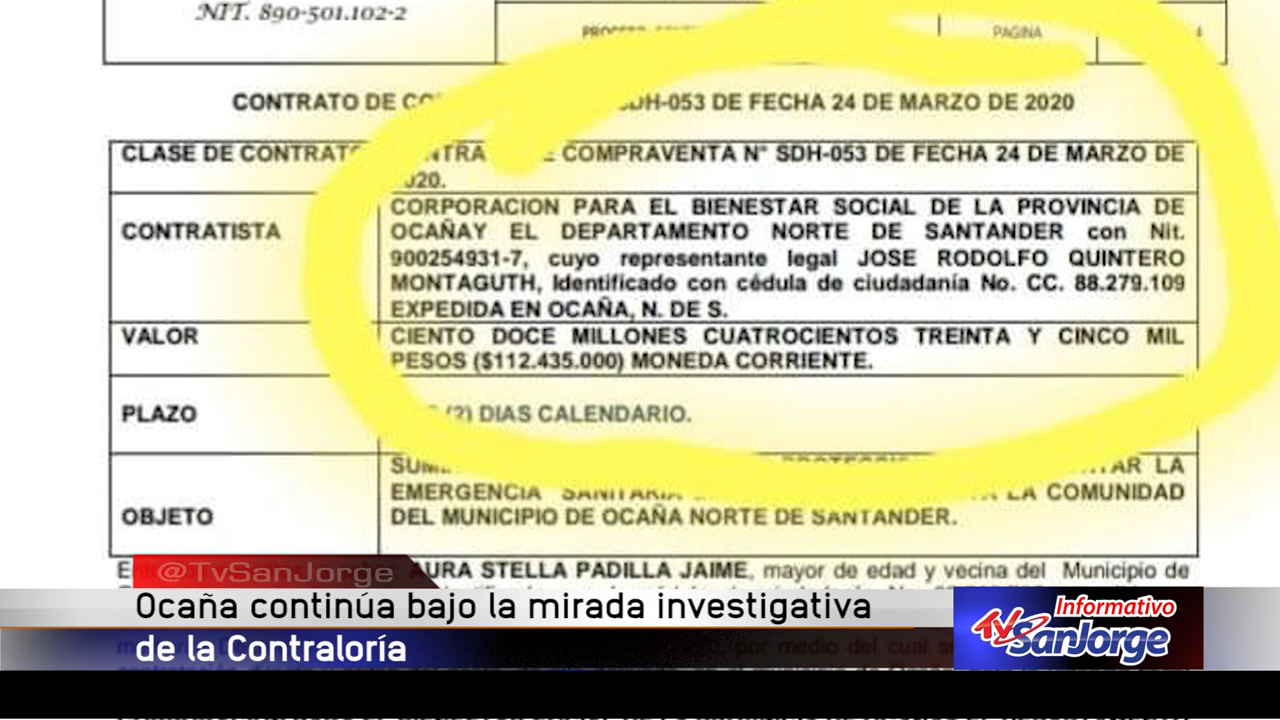 NIT. 890-501.102-2
PAGINA 4
CONTRATO DE SDH-053 DE FECHA 24 DE MARZO DE 2020
CLASE DE CONTRATO COMPRAVENTA N° SDH-053 DE FECHA 24 DE MARZO DE
2020.
CONTRATISTA
CORPORACION PARA EL BIENESTAR SOCIAL DE LA PROVINCIA DE
OCAÑAY EL DEPARTAMENTO NORTE DE SANTANDER con Nit.
900254931-7, cuyo representante legal JOSE RODOLFO QUINTERO
MONTAGUTH, Identificado con cédula de ciudadanía No. CC. 88.279.109
EXPEDIDA EN OCAÑA, N. DE S.
VALOR
CIENTO DOCE MILLONES CUATROCIENTOS TREINTA Y CINCO MIL
PESOS ($112.435.000) MONEDA CORRIENTE.
PLAZO
(2) DIAS CALENDARIO.
OBJETO
LA
EMERGENCIA SANITARIA LA COMUNIDAD
DEL MUNICIPIO DE OCAÑA NORTE DE SANTANDER.
AURA STELLA PADILLA JAIME, mayor de edad y vecina del Municipio de
@TvSanJorge
Ocaña continúa bajo la mirada investigativa
de la Contraloría
por medio del cual
Informativo
TV SanJorge